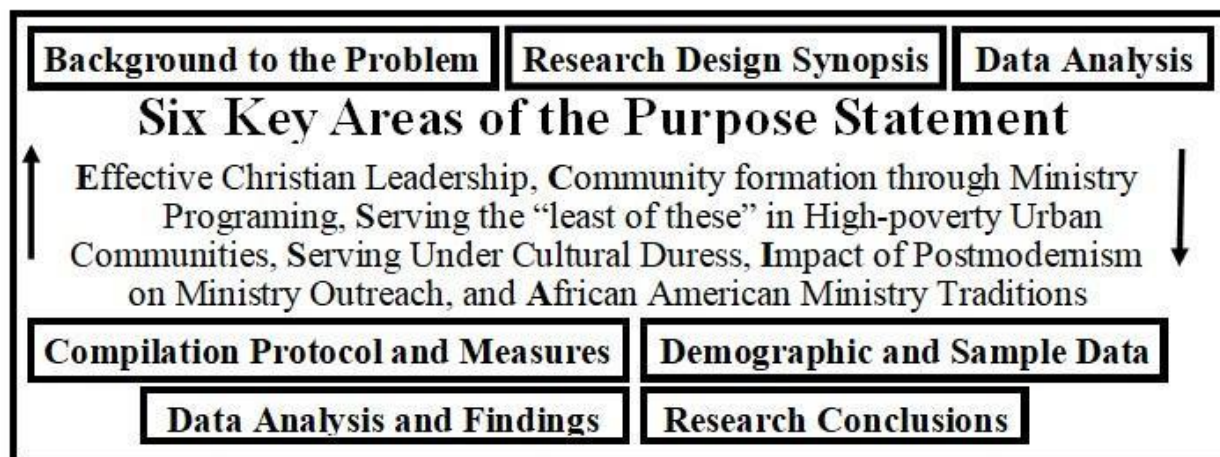 Background to the Problem Research Design Synopsis Data Analysis
Six Key Areas of the Purpose Statement
Effective Christian Leadership, Community formation through Ministry
Programing, Serving the “least of these” in High-poverty Urban
Communities, Serving Under Cultural Duress, Impact of Postmodernism
on Ministry Outreach, and African American Ministry Traditions
Compilation Protocol and Measures Demographic and Sample Data
Data Analysis and Findings Research Conclusions